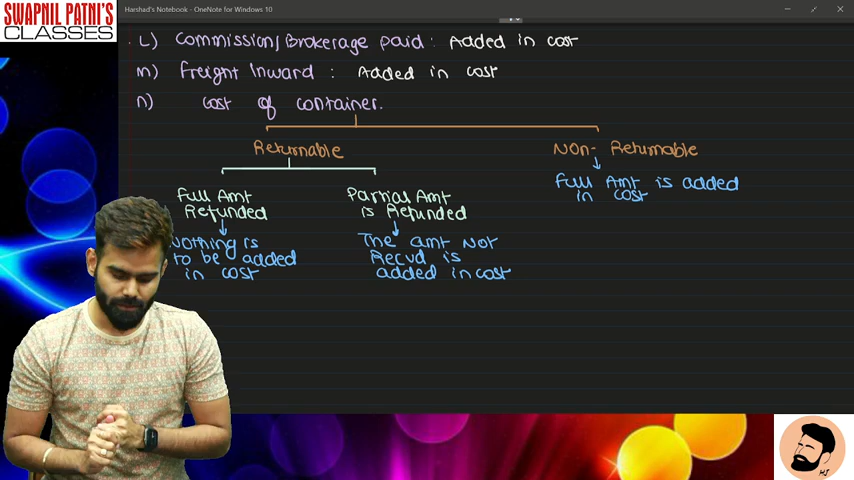 SWAPNIL PATNI'S
CLASSES
Harshad's Notebook - OneNote for Windows 10
L) Commission/Brokerage paid : Added in cost
m) Freight Inward : Added in cost
n) cost of container.
Returnable
Non- Returnable
Full Amt is added
in cost
Full Amt
Refunded
Partial Amt
is Refunded
Nothing is
to be added
in cost
The amt not
Recvd is
added in cost
HS